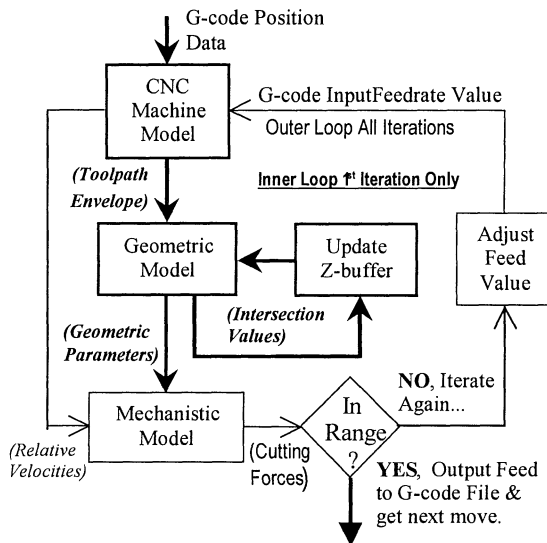 G-code Position
Data
CNC
Machine
Model
G-code InputFeedrate Value
Outer Loop All Iterations
(Toolpath
Envelope)
Inner Loop 1st Iteration Only
Geometric
Model
Update
Z-buffer
Adjust
Feed
Value
(Intersection
Values)
(Geometric
Parameters)
NO, Iterate
Again...
Mechanistic
Model
In
Range
?
(Relative
Velocities)
(Cutting
Forces)
YES, Output Feed
to G-code File &
get next move.